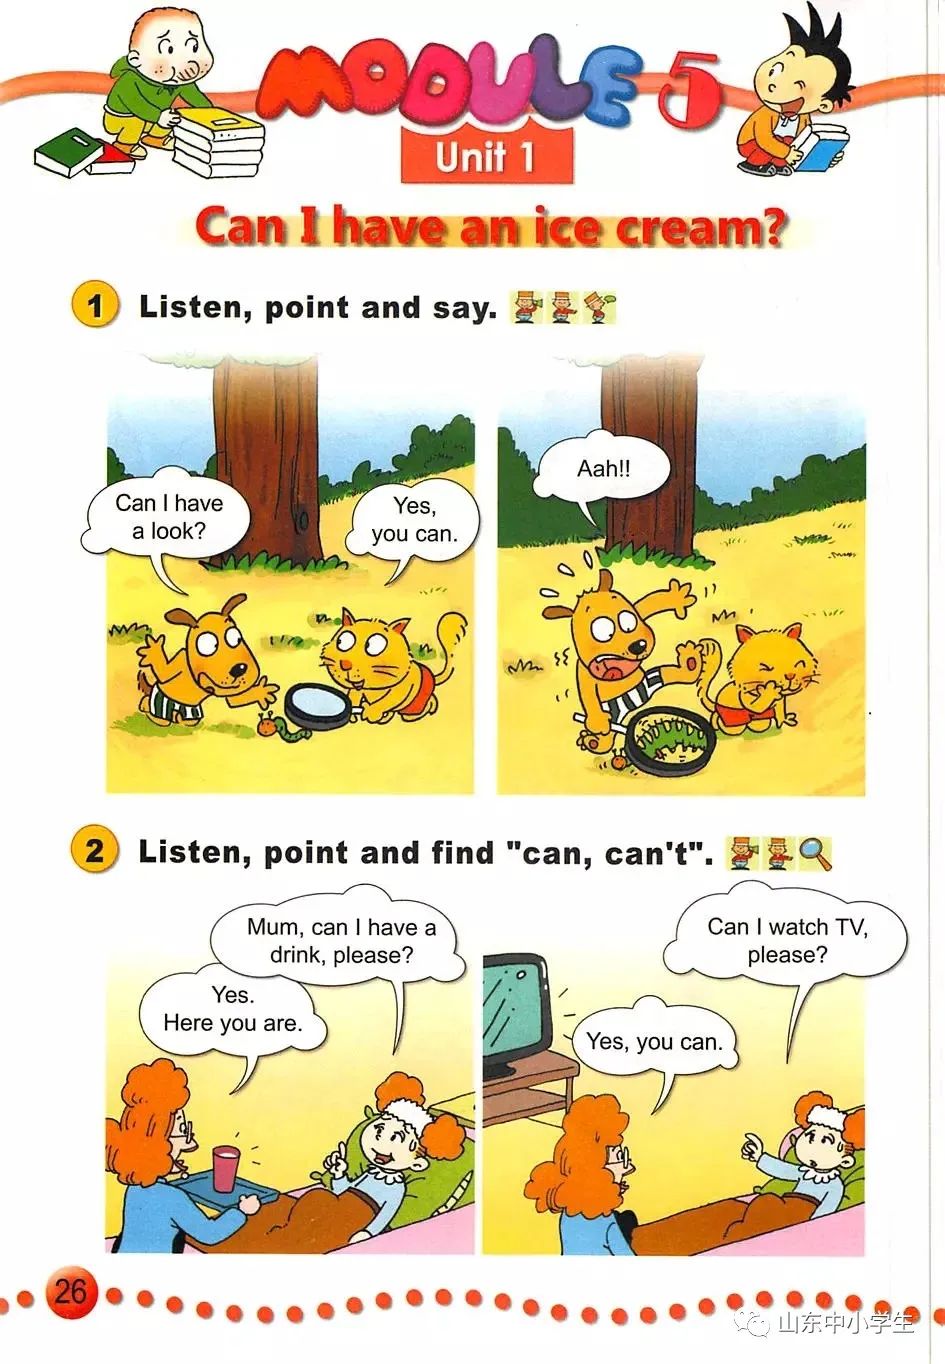 MODULE 5
Unit 1
Can I have an ice cream?
1 Listen, point and say.
Can I have
a look?
Yes,
you can.
Aah!!
2 Listen, point and find "can, can't".
Mum, can I have a
drink, please?
Yes.
Here you are.
Can I watch TV,
please?
Yes, you can.
26
山东中小学生